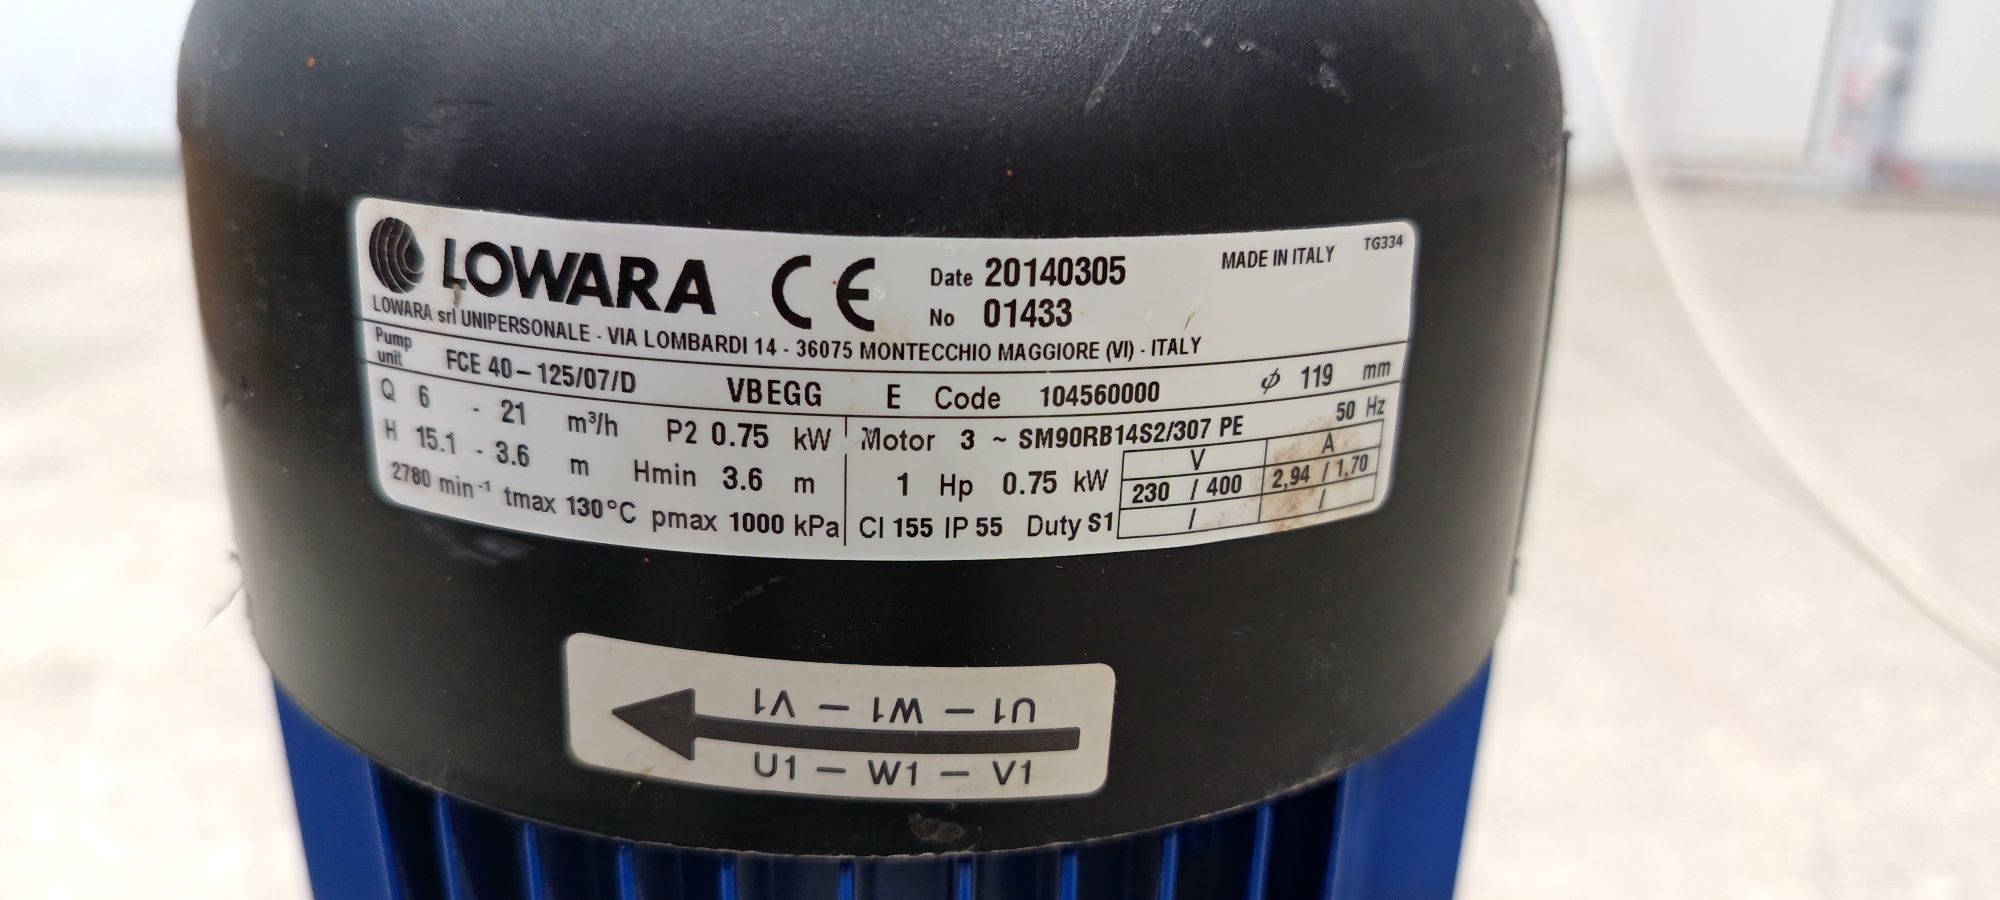 LOWARA CE Date 20140305 MADE IN ITALY TG334
No 01433
LOWARA srl UNIPERSONALE - VIA LOMBARDI 14 - 36075 MONTECCHIO MAGGIORE (VI) - ITALY
Pump unit FCE 40-125/07/D VBEGG E Code 104560000 ϕ 119 mm
Q 6 - 21 m³/h P2 0.75 kW Motor 3 ~ SM90RB14S2/307 PE 50 Hz
H 15.1 - 3.6 m Hmin 3.6 m 1 Hp 0.75 kW V A
230 / 400 2,94 / 1,70
2780 min⁻¹ tmax 130°C pmax 1000 kPa Cl 155 IP 55 Duty S1 / /
U1 - W1 - V1
U1 - W1 - V1